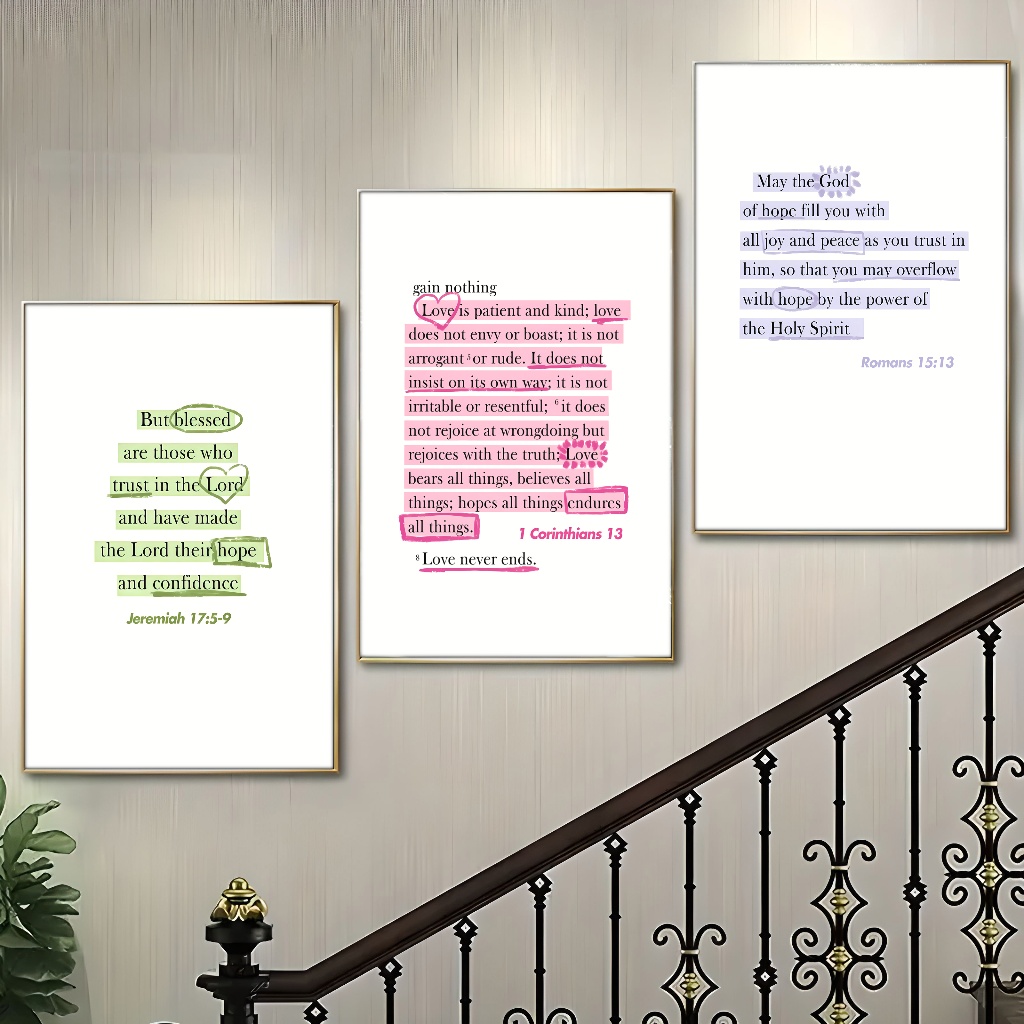 But blessed
are those who
trust in the Lord
and have made
the Lord their hope
and confidence
Jeremiah 17:5-9
gain nothing
Love is patient and kind; love
does not envy or boast; it is not
arrogant ⁵ or rude. It does not
insist on its own way; it is not
irritable or resentful; ⁶ it does
not rejoice at wrongdoing but
rejoices with the truth; Love
bears all things, believes all
things; hopes all things endures
all things.
1 Corinthians 13
⁸ Love never ends.
May the God
of hope fill you with
all joy and peace as you trust in
him, so that you may overflow
with hope by the power of
the Holy Spirit
Romans 15:13